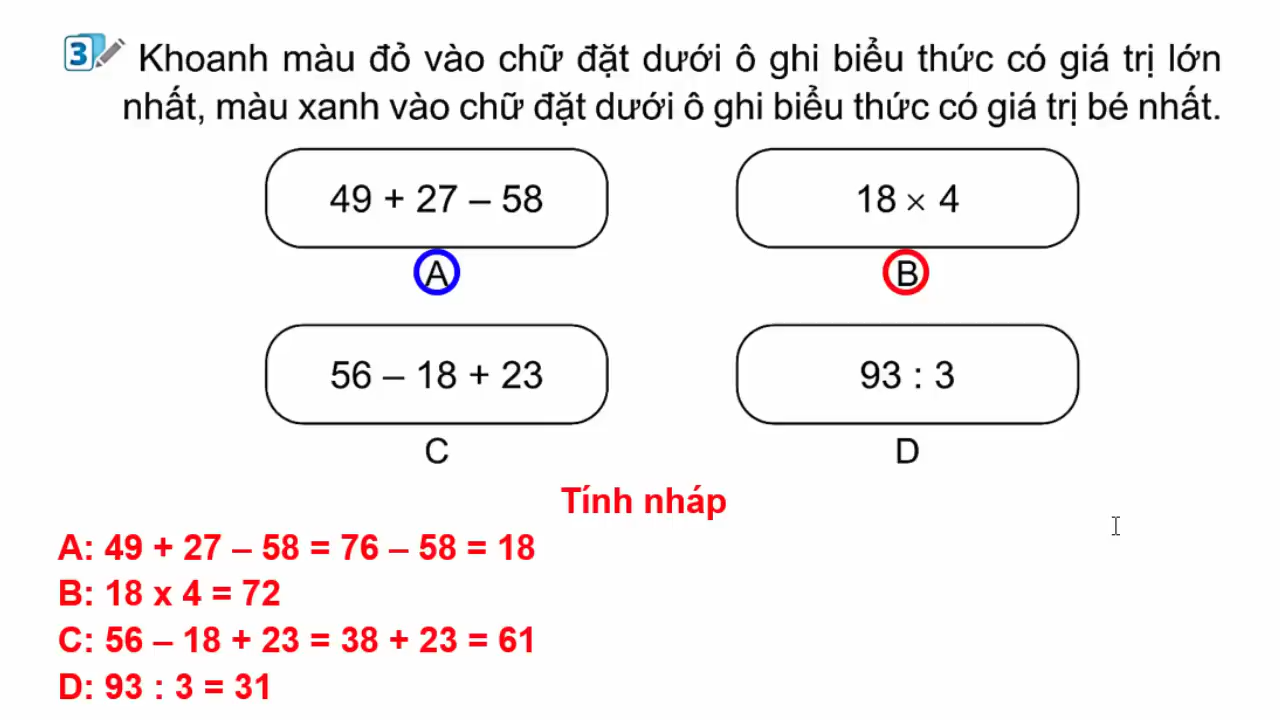 3 Khoanh màu đỏ vào chữ đặt dưới ô ghi biểu thức có giá trị lớn
nhất, màu xanh vào chữ đặt dưới ô ghi biểu thức có giá trị bé nhất.
49 + 27 – 58
18 × 4
A
B
56 – 18 + 23
93 : 3
C
D
Tính nháp
A: 49 + 27 – 58 = 76 – 58 = 18
B: 18 x 4 = 72
C: 56 – 18 + 23 = 38 + 23 = 61
D: 93 : 3 = 31